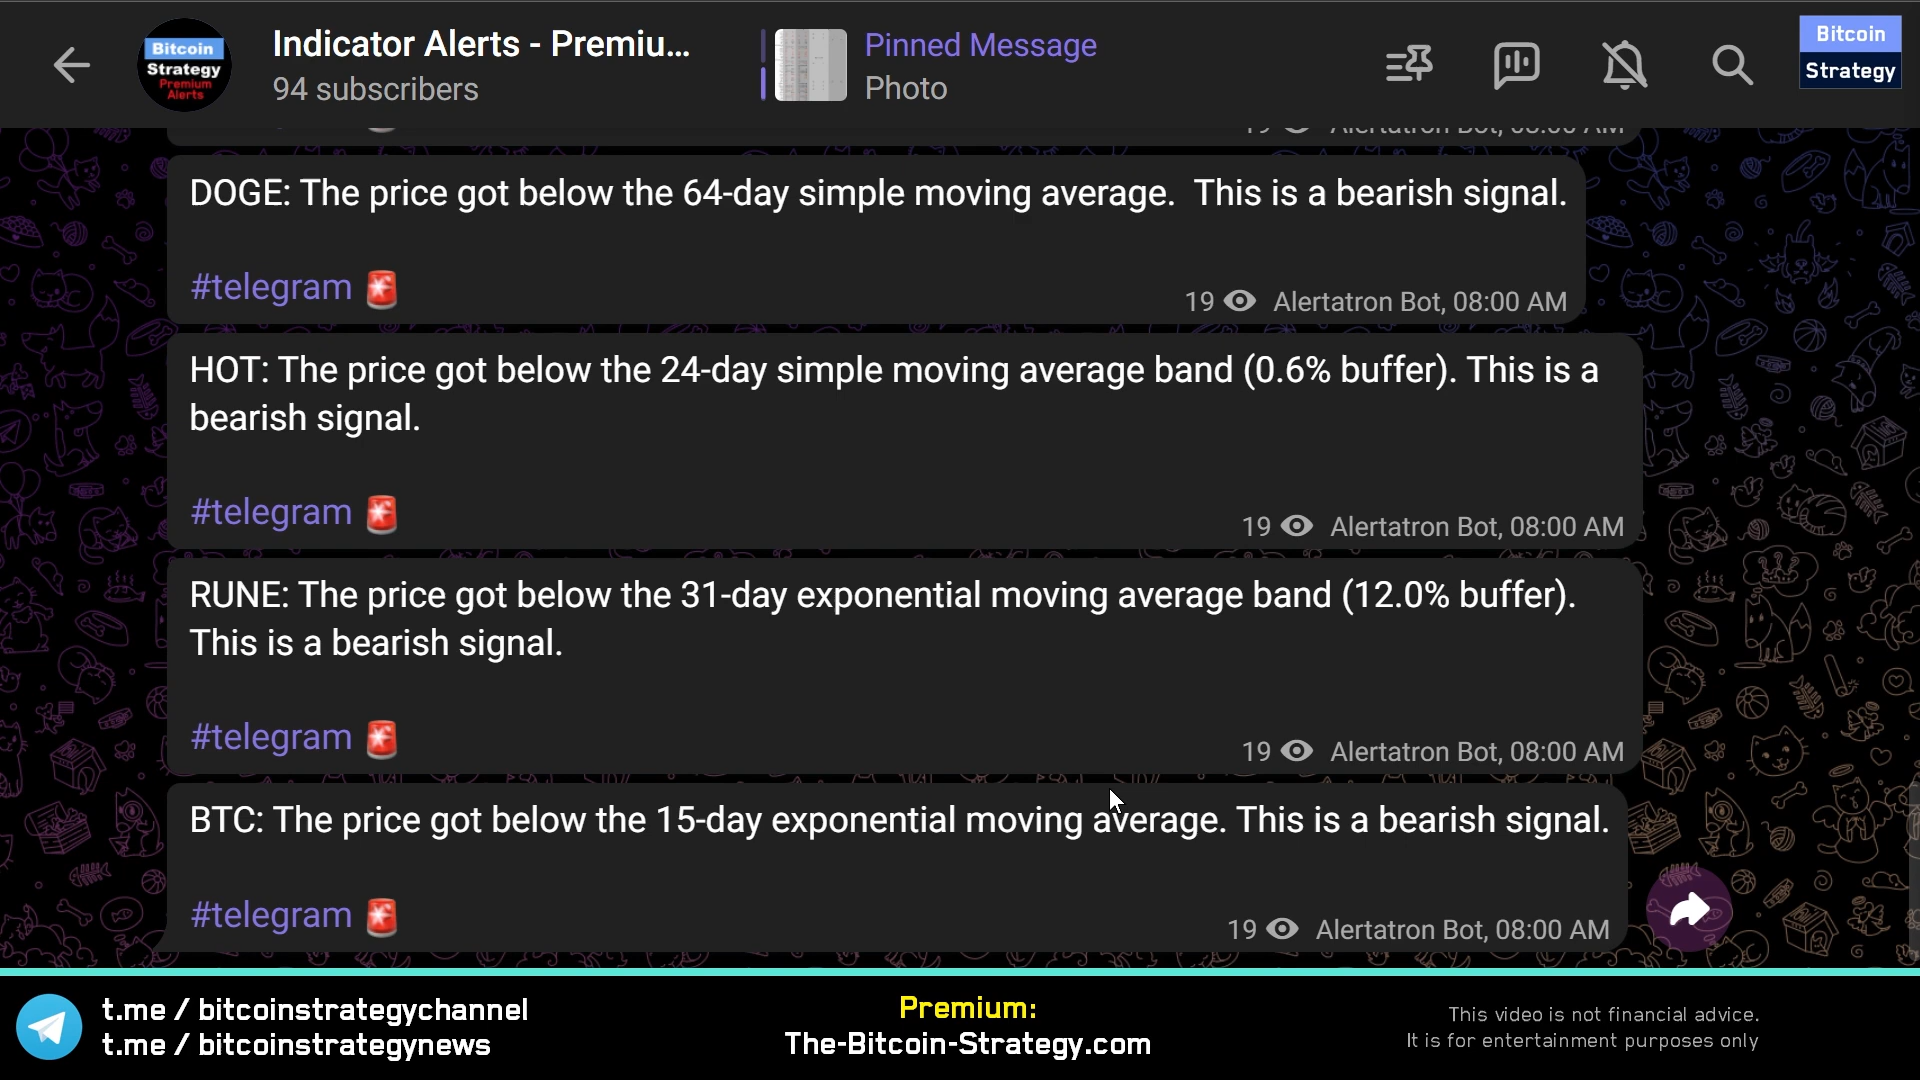 Bitcoin
Strategy
Premium
Alerts
Indicator Alerts - Premiu...
94 subscribers
Pinned Message
Photo
Bitcoin
Strategy
19 Alertatron Bot, 08:00 AM
DOGE: The price got below the 64-day simple moving average.  This is a bearish signal.
#telegram 🚨
19 Alertatron Bot, 08:00 AM
HOT: The price got below the 24-day simple moving average band (0.6% buffer). This is a
bearish signal.
#telegram 🚨
19 Alertatron Bot, 08:00 AM
RUNE: The price got below the 31-day exponential moving average band (12.0% buffer).
This is a bearish signal.
#telegram 🚨
19 Alertatron Bot, 08:00 AM
BTC: The price got below the 15-day exponential moving average. This is a bearish signal.
#telegram 🚨
19 Alertatron Bot, 08:00 AM
t.me / bitcoinstrategychannel
t.me / bitcoinstrategynews
Premium:
The-Bitcoin-Strategy.com
This video is not financial advice.
It is for entertainment purposes only